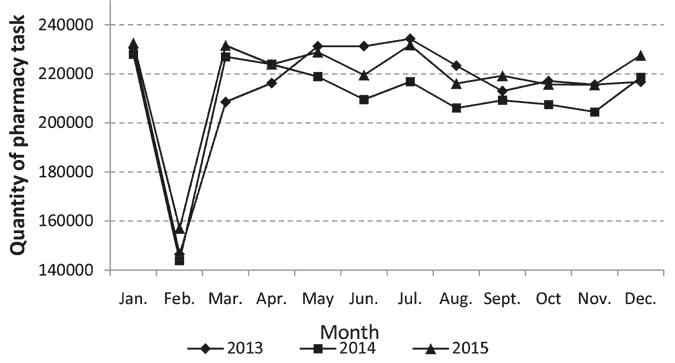 Quantity of pharmacy task
240000
220000
200000
180000
160000
140000
Jan. Feb. Mar. Apr. May Jun. Jul. Aug. Sept. Oct Nov. Dec.
Month
2013 2014 2015